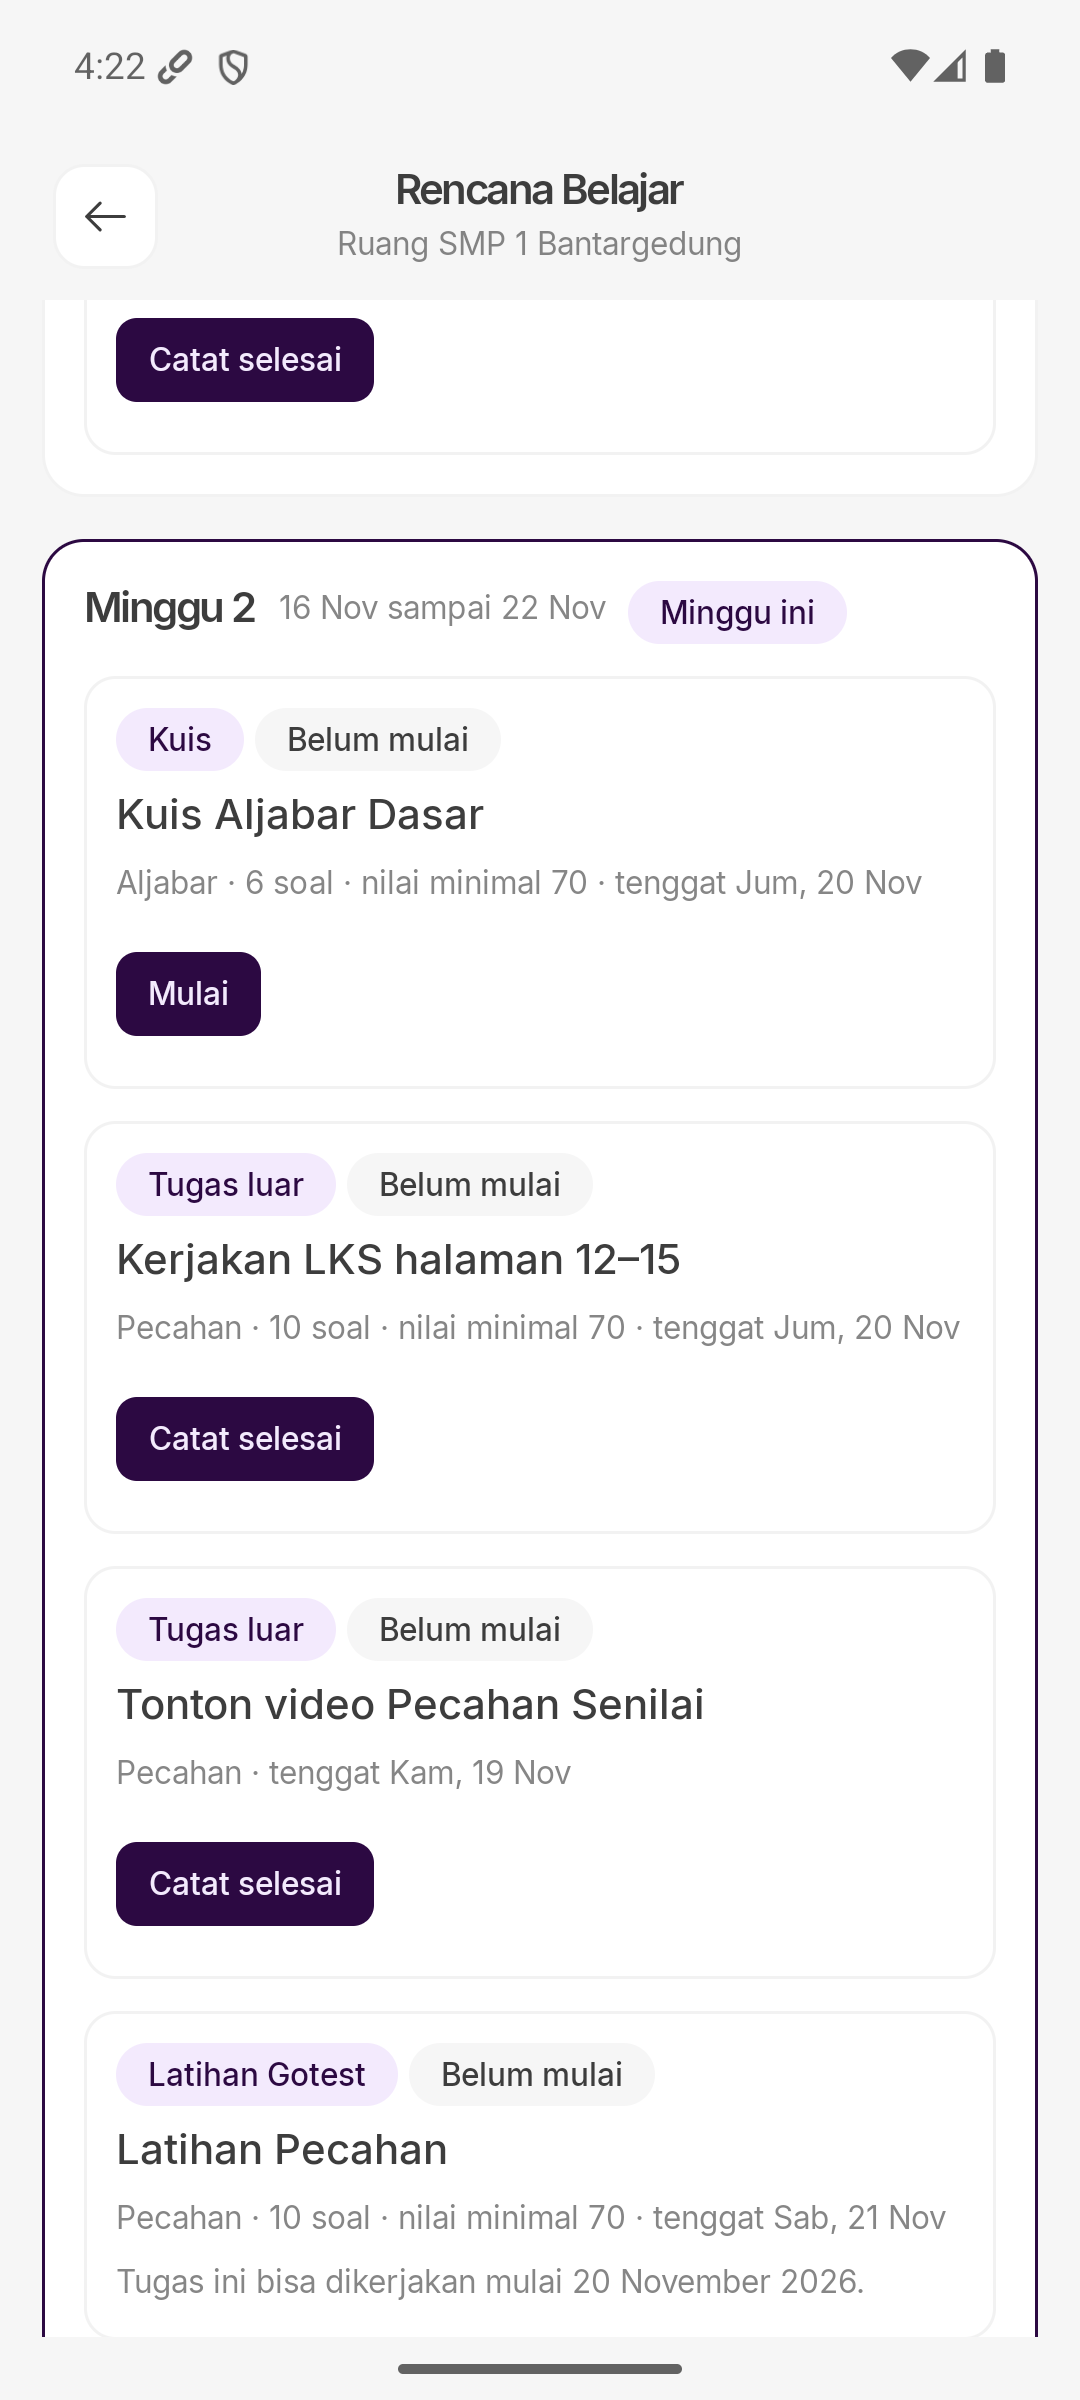 4:22
Rencana Belajar
Ruang SMP 1 Bantargedung
Catat selesai
Minggu 2 16 Nov sampai 22 Nov Minggu ini
Kuis Belum mulai
Kuis Aljabar Dasar
Aljabar · 6 soal · nilai minimal 70 · tenggat Jum, 20 Nov
Mulai
Tugas luar Belum mulai
Kerjakan LKS halaman 12–15
Pecahan · 10 soal · nilai minimal 70 · tenggat Jum, 20 Nov
Catat selesai
Tugas luar Belum mulai
Tonton video Pecahan Senilai
Pecahan · tenggat Kam, 19 Nov
Catat selesai
Latihan Gotest Belum mulai
Latihan Pecahan
Pecahan · 10 soal · nilai minimal 70 · tenggat Sab, 21 Nov
Tugas ini bisa dikerjakan mulai 20 November 2026.